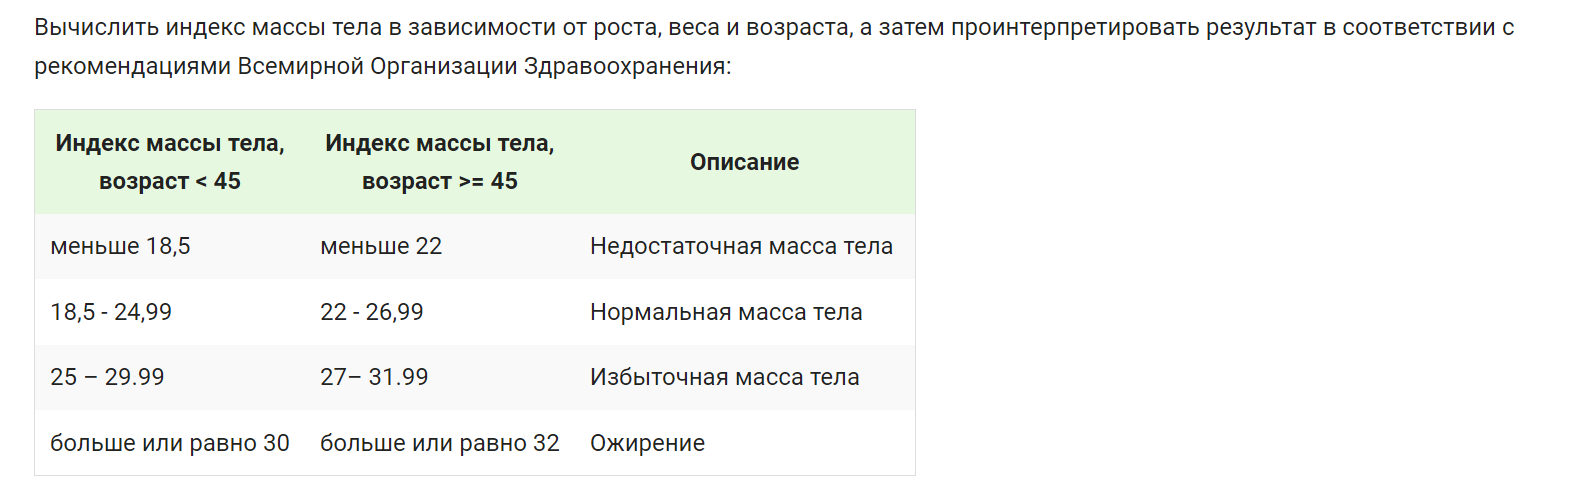 Вычислить индекс массы тела в зависимости от роста, веса и возраста, а затем проинтерпретировать результат в соответствии с
рекомендациями Всемирной Организации Здравоохранения:
Индекс массы тела, возраст < 45 Индекс массы тела, возраст >= 45 Описание
меньше 18,5 меньше 22 Недостаточная масса тела
18,5 - 24,99 22 - 26,99 Нормальная масса тела
25 – 29.99 27– 31.99 Избыточная масса тела
больше или равно 30 больше или равно 32 Ожирение